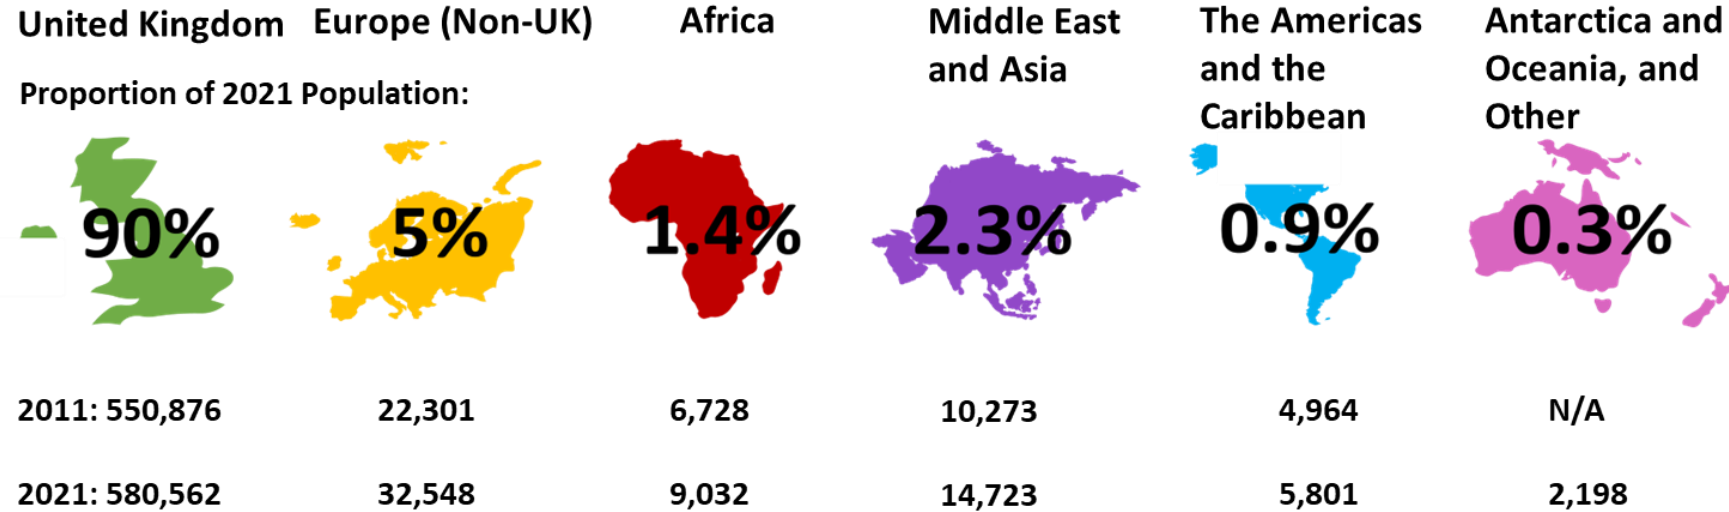 United Kingdom
Europe (Non-UK)
Africa
Middle East
and Asia
The Americas
and the
Caribbean
Antarctica and
Oceania, and
Other
Proportion of 2021 Population:
90%
5%
1.4%
2.3%
0.9%
0.3%
2011: 550,876
22,301
6,728
10,273
4,964
N/A
2021: 580,562
32,548
9,032
14,723
5,801
2,198